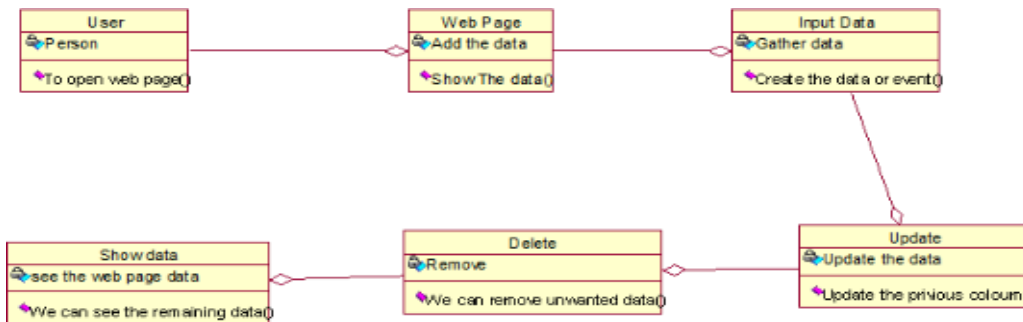 User
Person
To open web page()
Web Page
Add the data
Show The data()
Input Data
Gather data
Create the data or event()
Show data
see the web page data
We can see the remaining data()
Delete
Remove
We can remove unwanted data()
Update
Update the data
Update the privious colourn